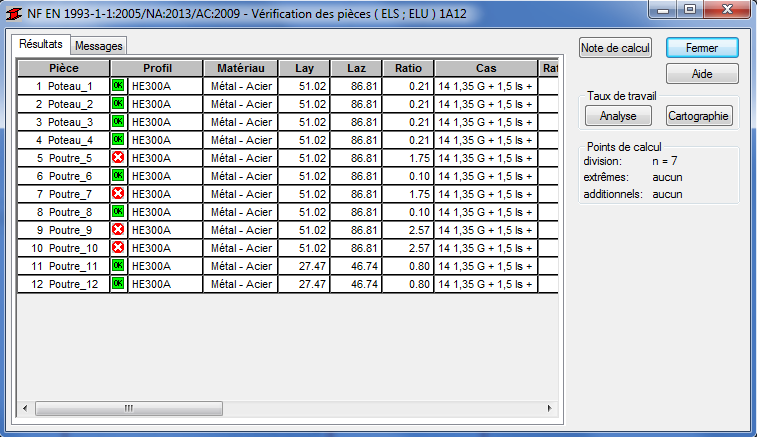 NF EN 1993-1-1:2005/NA:2013/AC:2009 - Vérification des pièces ( ELS ; ELU ) 1A12
Résultats Messages
Pièce Profil Matériau Lay Laz Ratio Cas Rat
1 Poteau_1 OK HE300A Métal - Acier 51.02 86.81 0.21 14 1,35 G + 1,5 Is +
2 Poteau_2 OK HE300A Métal - Acier 51.02 86.81 0.21 14 1,35 G + 1,5 Is +
3 Poteau_3 OK HE300A Métal - Acier 51.02 86.81 0.21 14 1,35 G + 1,5 Is +
4 Poteau_4 OK HE300A Métal - Acier 51.02 86.81 0.21 14 1,35 G + 1,5 Is +
5 Poutre_5 HE300A Métal - Acier 51.02 86.81 1.75 14 1,35 G + 1,5 Is +
6 Poutre_6 OK HE300A Métal - Acier 51.02 86.81 0.10 14 1,35 G + 1,5 Is +
7 Poutre_7 HE300A Métal - Acier 51.02 86.81 1.75 14 1,35 G + 1,5 Is +
8 Poutre_8 OK HE300A Métal - Acier 51.02 86.81 0.10 14 1,35 G + 1,5 Is +
9 Poutre_9 HE300A Métal - Acier 51.02 86.81 2.57 14 1,35 G + 1,5 Is +
10 Poutre_10 HE300A Métal - Acier 51.02 86.81 2.57 14 1,35 G + 1,5 Is +
11 Poutre_11 OK HE300A Métal - Acier 27.47 46.74 0.80 14 1,35 G + 1,5 Is +
12 Poutre_12 OK HE300A Métal - Acier 27.47 46.74 0.80 14 1,35 G + 1,5 Is +
Note de calcul Fermer
Aide
Taux de travail
Analyse Cartographie
Points de calcul
division: n = 7
extrêmes: aucun
additionnels: aucun